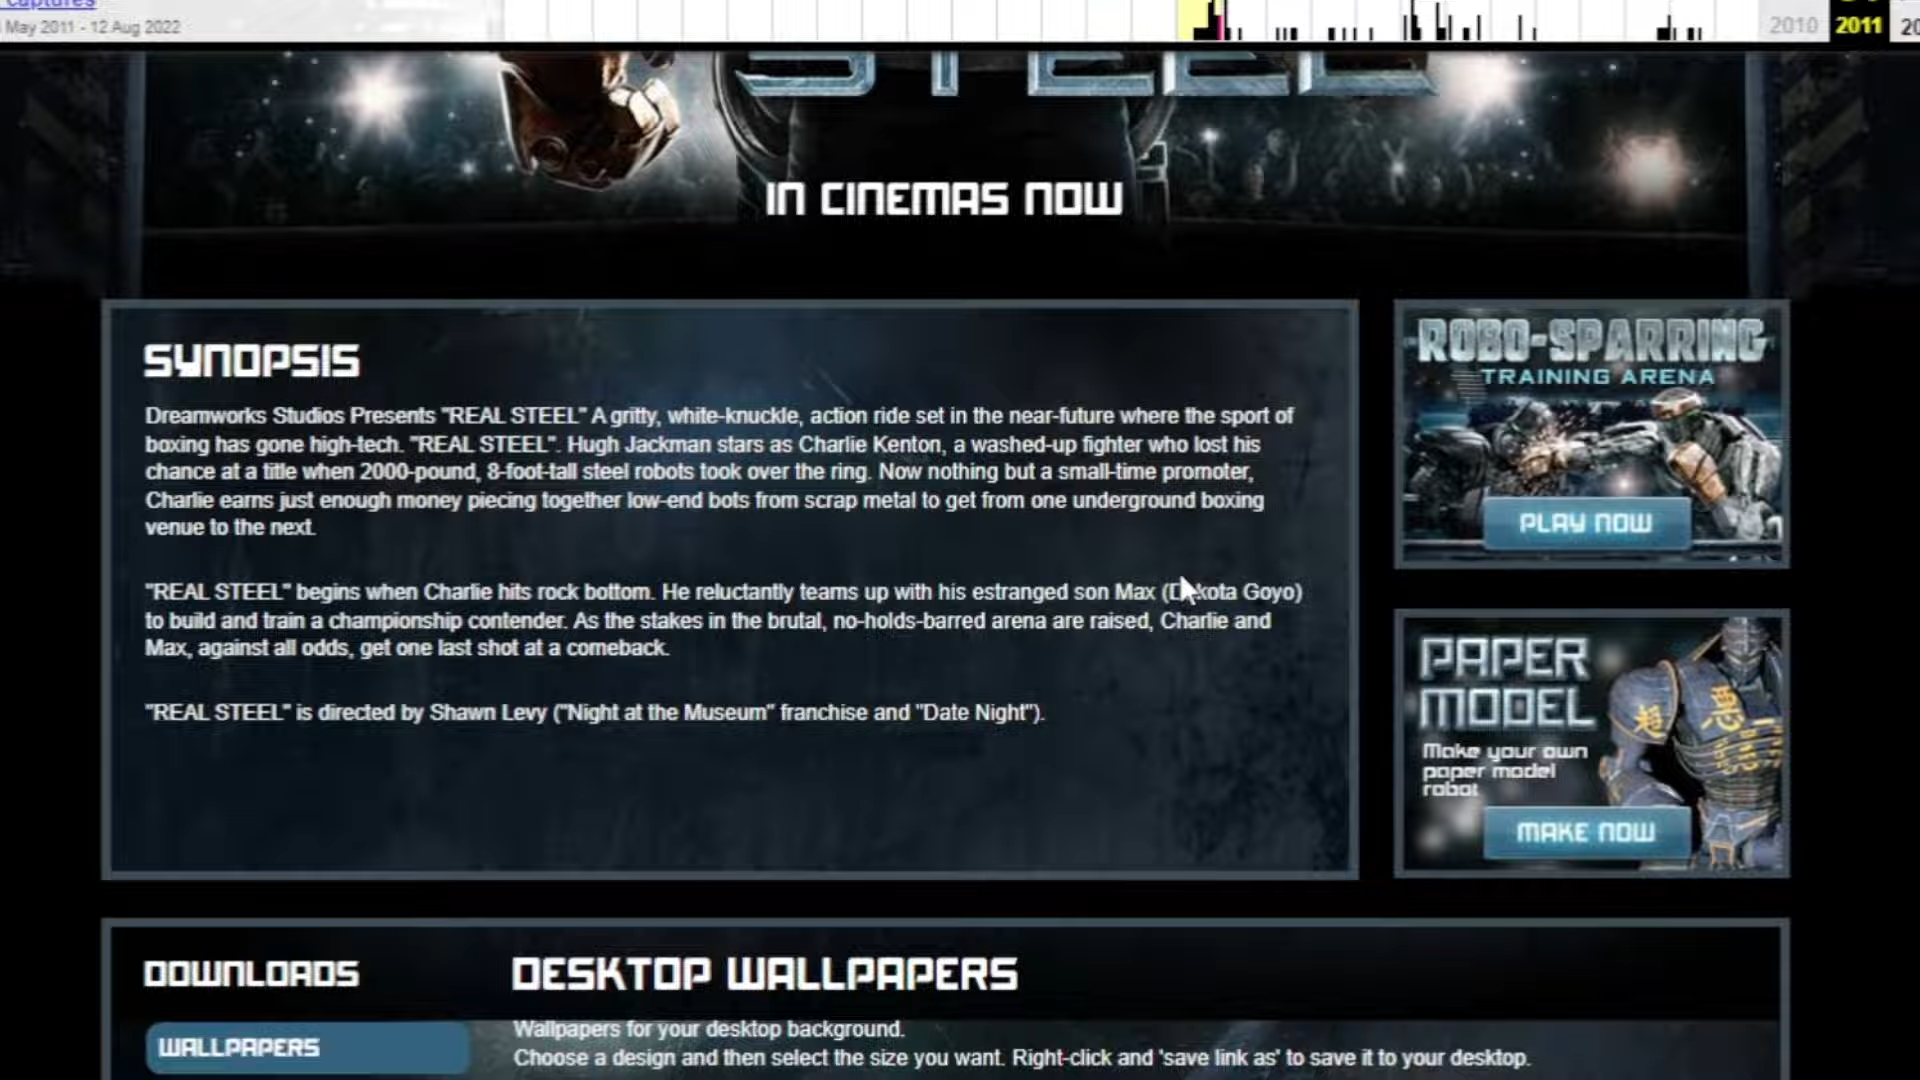 captures
May 2011 - 12 Aug 2022
2010
2011
STEEL
IN CINEMAS NOW
SYNOPSIS
Dreamworks Studios Presents "REAL STEEL" A gritty, white-knuckle, action ride set in the near-future where the sport of
boxing has gone high-tech. "REAL STEEL". Hugh Jackman stars as Charlie Kenton, a washed-up fighter who lost his
chance at a title when 2000-pound, 8-foot-tall steel robots took over the ring. Now nothing but a small-time promoter,
Charlie earns just enough money piecing together low-end bots from scrap metal to get from one underground boxing
venue to the next.
"REAL STEEL" begins when Charlie hits rock bottom. He reluctantly teams up with his estranged son Max (Dakota Goyo)
to build and train a championship contender. As the stakes in the brutal, no-holds-barred arena are raised, Charlie and
Max, against all odds, get one last shot at a comeback.
"REAL STEEL" is directed by Shawn Levy ("Night at the Museum" franchise and "Date Night").
ROBO-SPARRING
TRAINING ARENA
PLAY NOW
PAPER
MODEL
Make your own
paper model
robot
MAKE NOW
DOWNLOADS
WALLPAPERS
DESKTOP WALLPAPERS
Wallpapers for your desktop background.
Choose a design and then select the size you want. Right-click and 'save link as' to save it to your desktop.